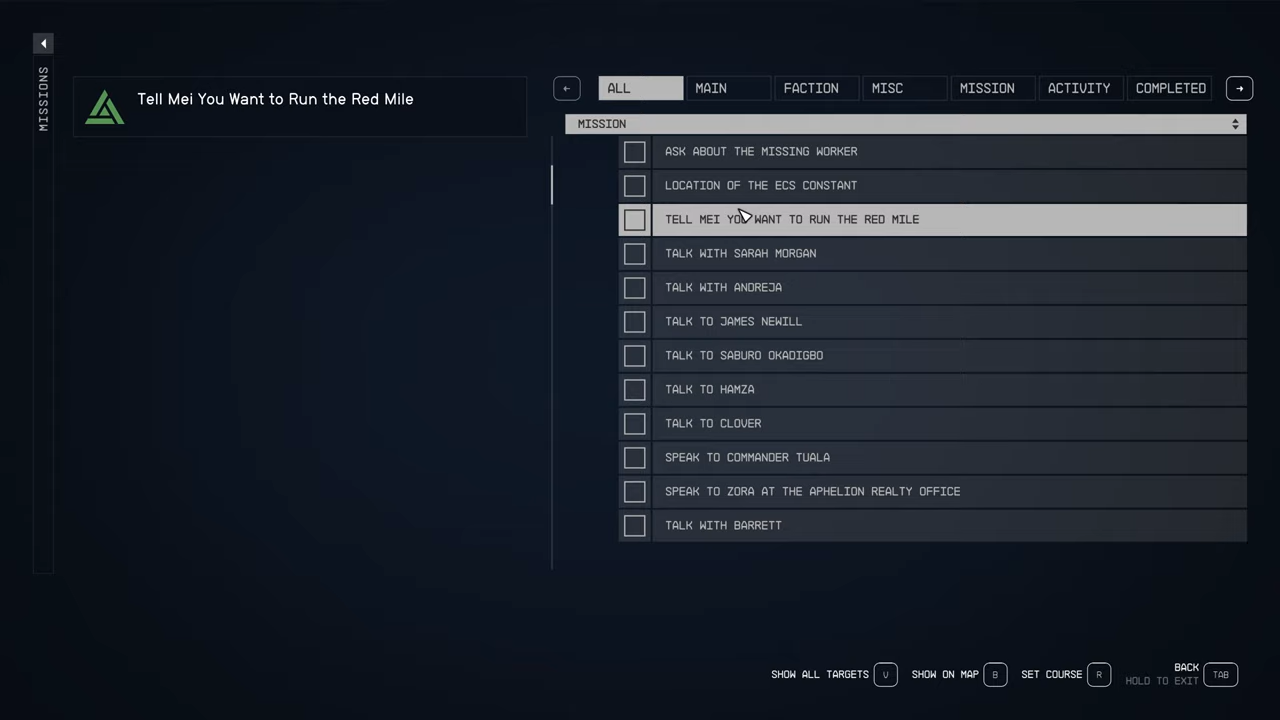 MISSIONS
Tell Mei You Want to Run the Red Mile
ALL
MAIN
FACTION
MISC
MISSION
ACTIVITY
COMPLETED
MISSION
ASK ABOUT THE MISSING WORKER
LOCATION OF THE ECS CONSTANT
TELL MEI YOU WANT TO RUN THE RED MILE
TALK WITH SARAH MORGAN
TALK WITH ANDREJA
TALK TO JAMES NEWILL
TALK TO SABURO OKADIGBO
TALK TO HAMZA
TALK TO CLOVER
SPEAK TO COMMANDER TUALA
SPEAK TO ZORA AT THE APHELION REALTY OFFICE
TALK WITH BARRETT
SHOW ALL TARGETS V
SHOW ON MAP B
SET COURSE R
BACK
HOLD TO EXIT TAB